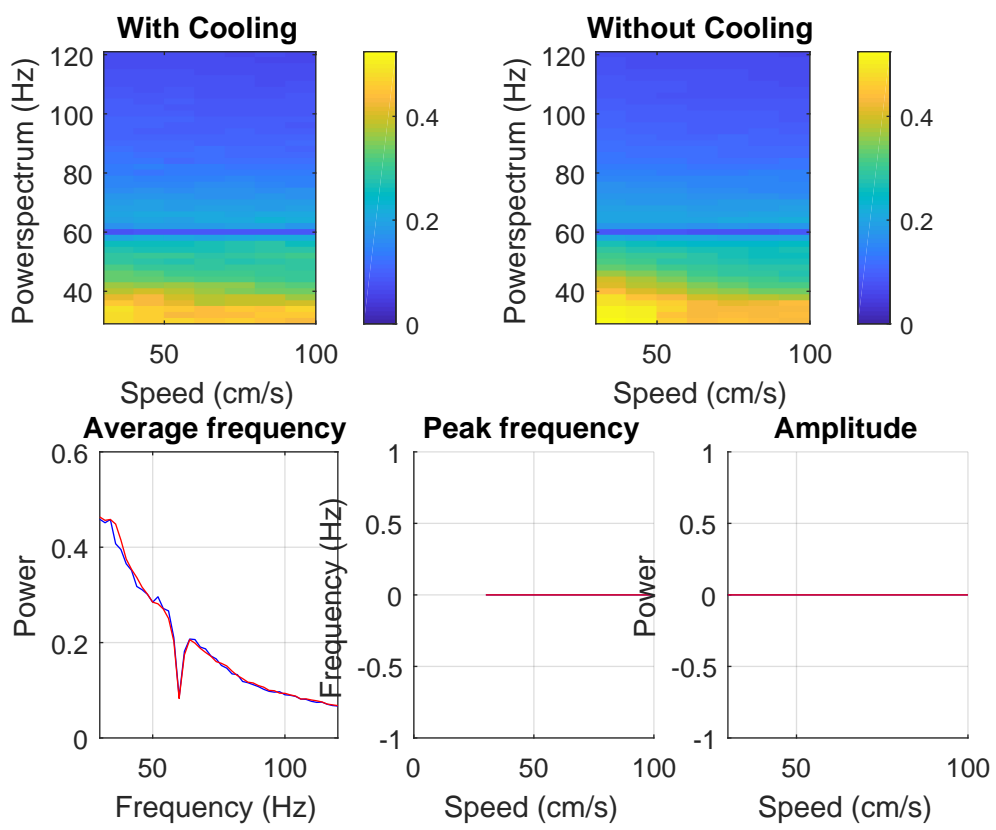 With Cooling
Powerspectrum (Hz)
120
100
80
60
40
50
100
Speed (cm/s)
0.4
0.2
0
Without Cooling
Powerspectrum (Hz)
120
100
80
60
40
50
100
Speed (cm/s)
0.4
0.2
0
Average frequency
Power
0.6
0.4
0.2
0
50
100
Frequency (Hz)
Peak frequency
Frequency (Hz)
1
0.5
0
-0.5
-1
0
50
100
Speed (cm/s)
Amplitude
Power
1
0.5
0
-0.5
-1
50
100
Speed (cm/s)